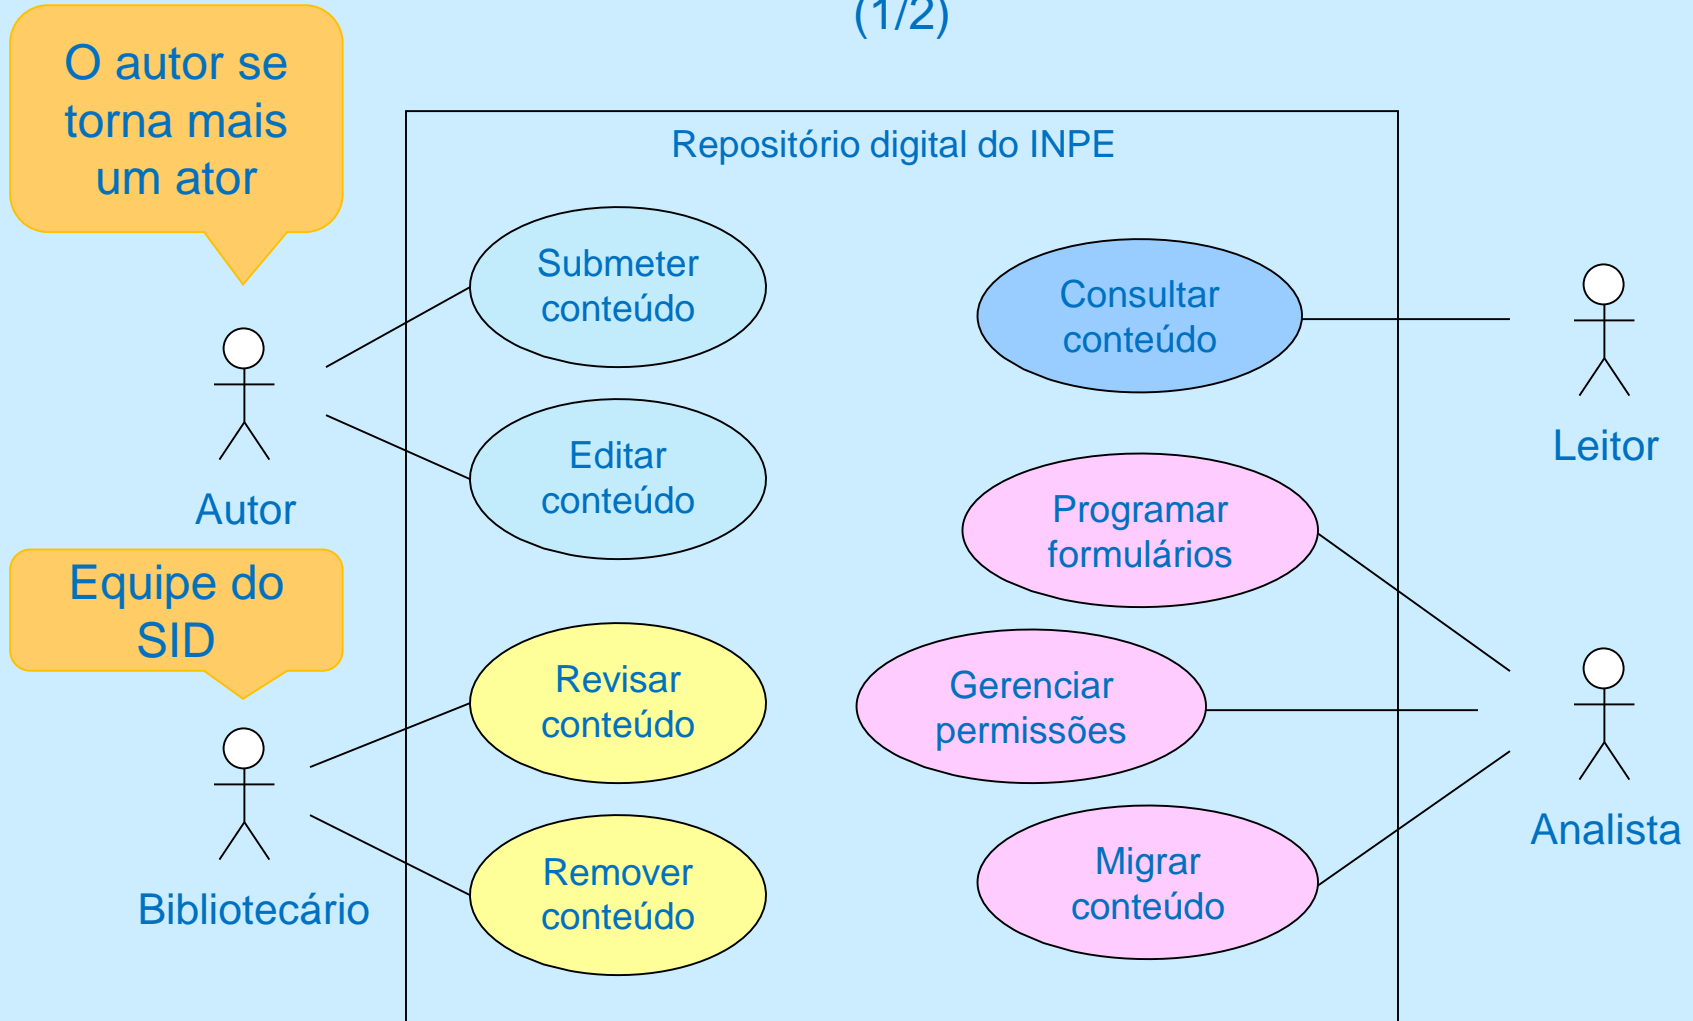 (1/2)
O autor se
torna mais
um ator
Repositório digital do INPE
Submeter
conteúdo
Consultar
conteúdo
Leitor
Editar
conteúdo
Autor
Programar
formulários
Equipe do
SID
Revisar
conteúdo
Gerenciar
permissões
Analista
Bibliotecário
Remover
conteúdo
Migrar
conteúdo